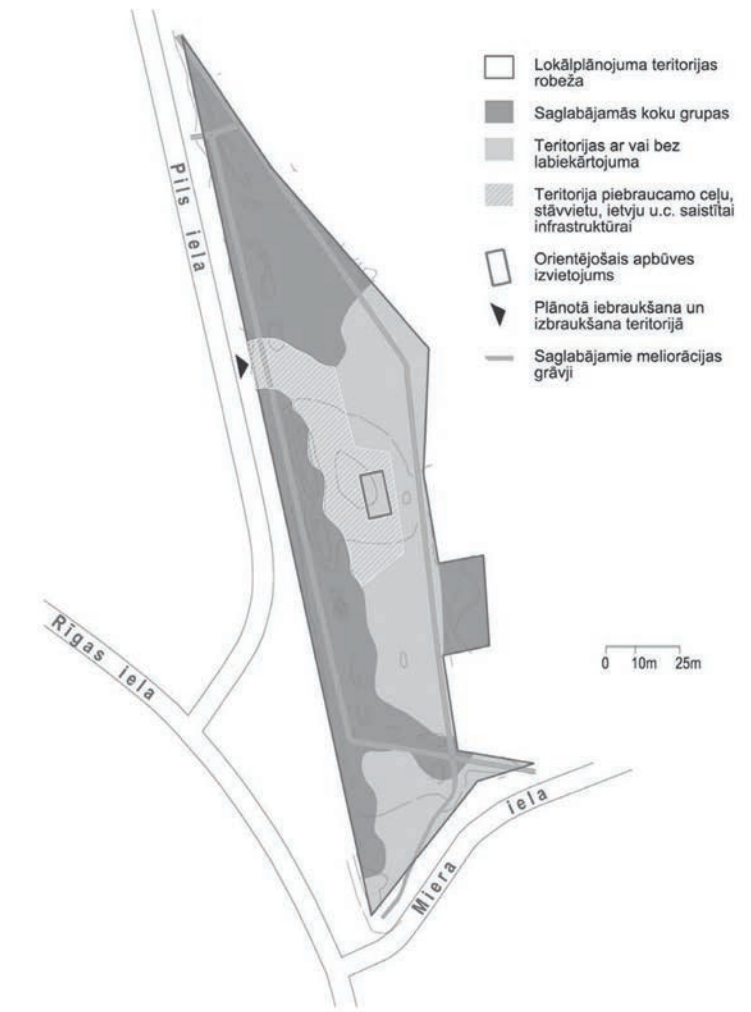 Lokālplānojuma teritorijas
robeža
Saglabājamās koku grupas
Teritorijas ar vai bez
labiekārtojuma
Teritorija piebraucamo ceļu,
stāvvietu, ietvju u.c. saistītai
infrastruktūrai
Orientējošais apbūves
izvietojums
Plānotā iebraukšana un
izbraukšana teritorijā
Saglabājamie meliorācijas
grāvji
Pils iela
Rīgas iela
0 10m 25m
Miera iela